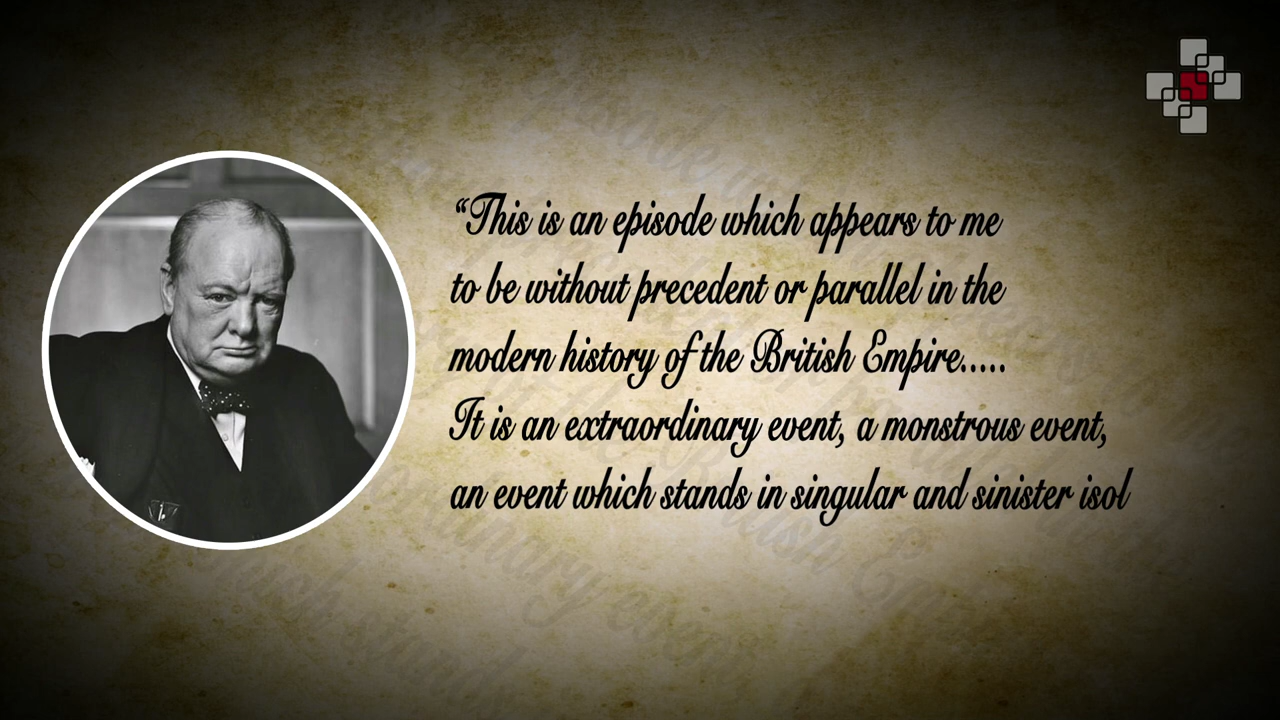 “This is an episode which appears to me
to be without precedent or parallel in the
modern history of the British Empire.....
It is an extraordinary event, a monstrous event,
an event which stands in singular and sinister isol